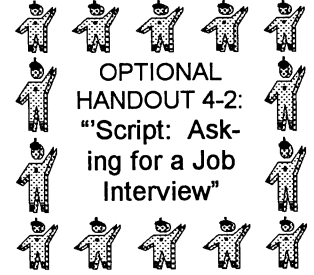 OPTIONAL
HANDOUT 4-2:
“’Script:  Ask-
ing for a Job
Interview”